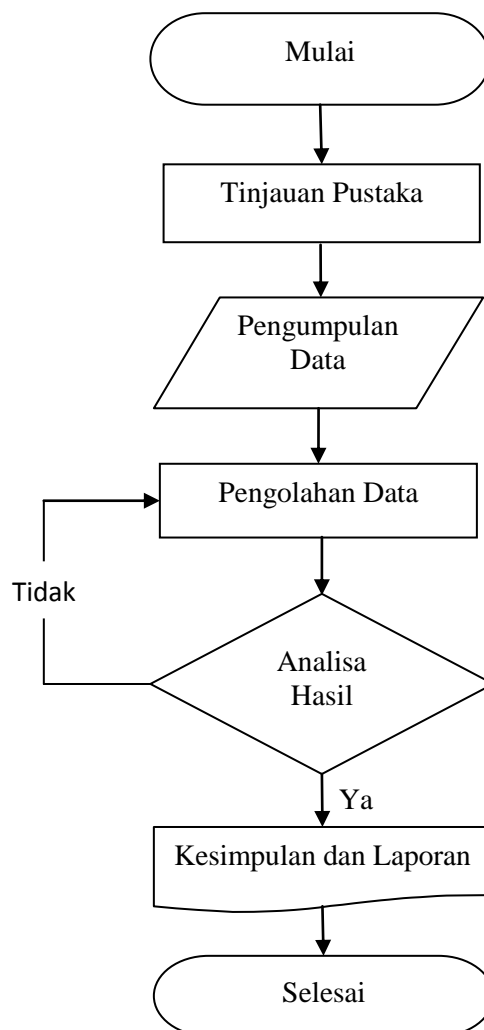 Mulai
Tinjauan Pustaka
Pengumpulan
Data
Pengolahan Data
Tidak
Analisa
Hasil
Ya
Kesimpulan dan Laporan
Selesai